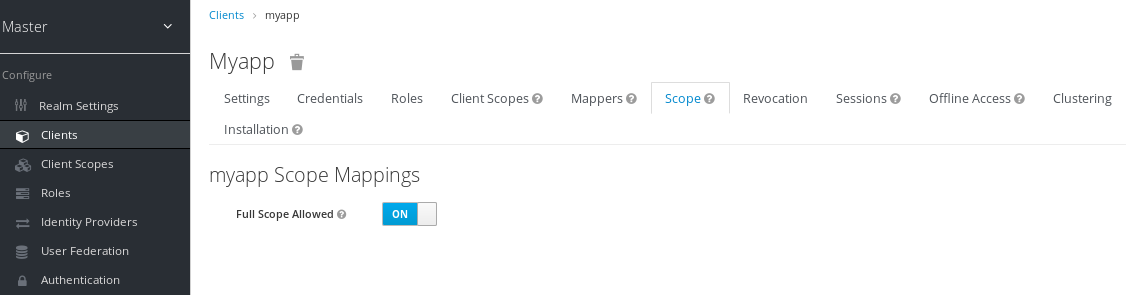 Master
Configure
Realm Settings
Clients
Client Scopes
Roles
Identity Providers
User Federation
Authentication
Clients > myapp
Myapp
Settings Credentials Roles Client Scopes ? Mappers ? Scope ? Revocation Sessions ? Offline Access ? Clustering
Installation ?
myapp Scope Mappings
Full Scope Allowed ? ON